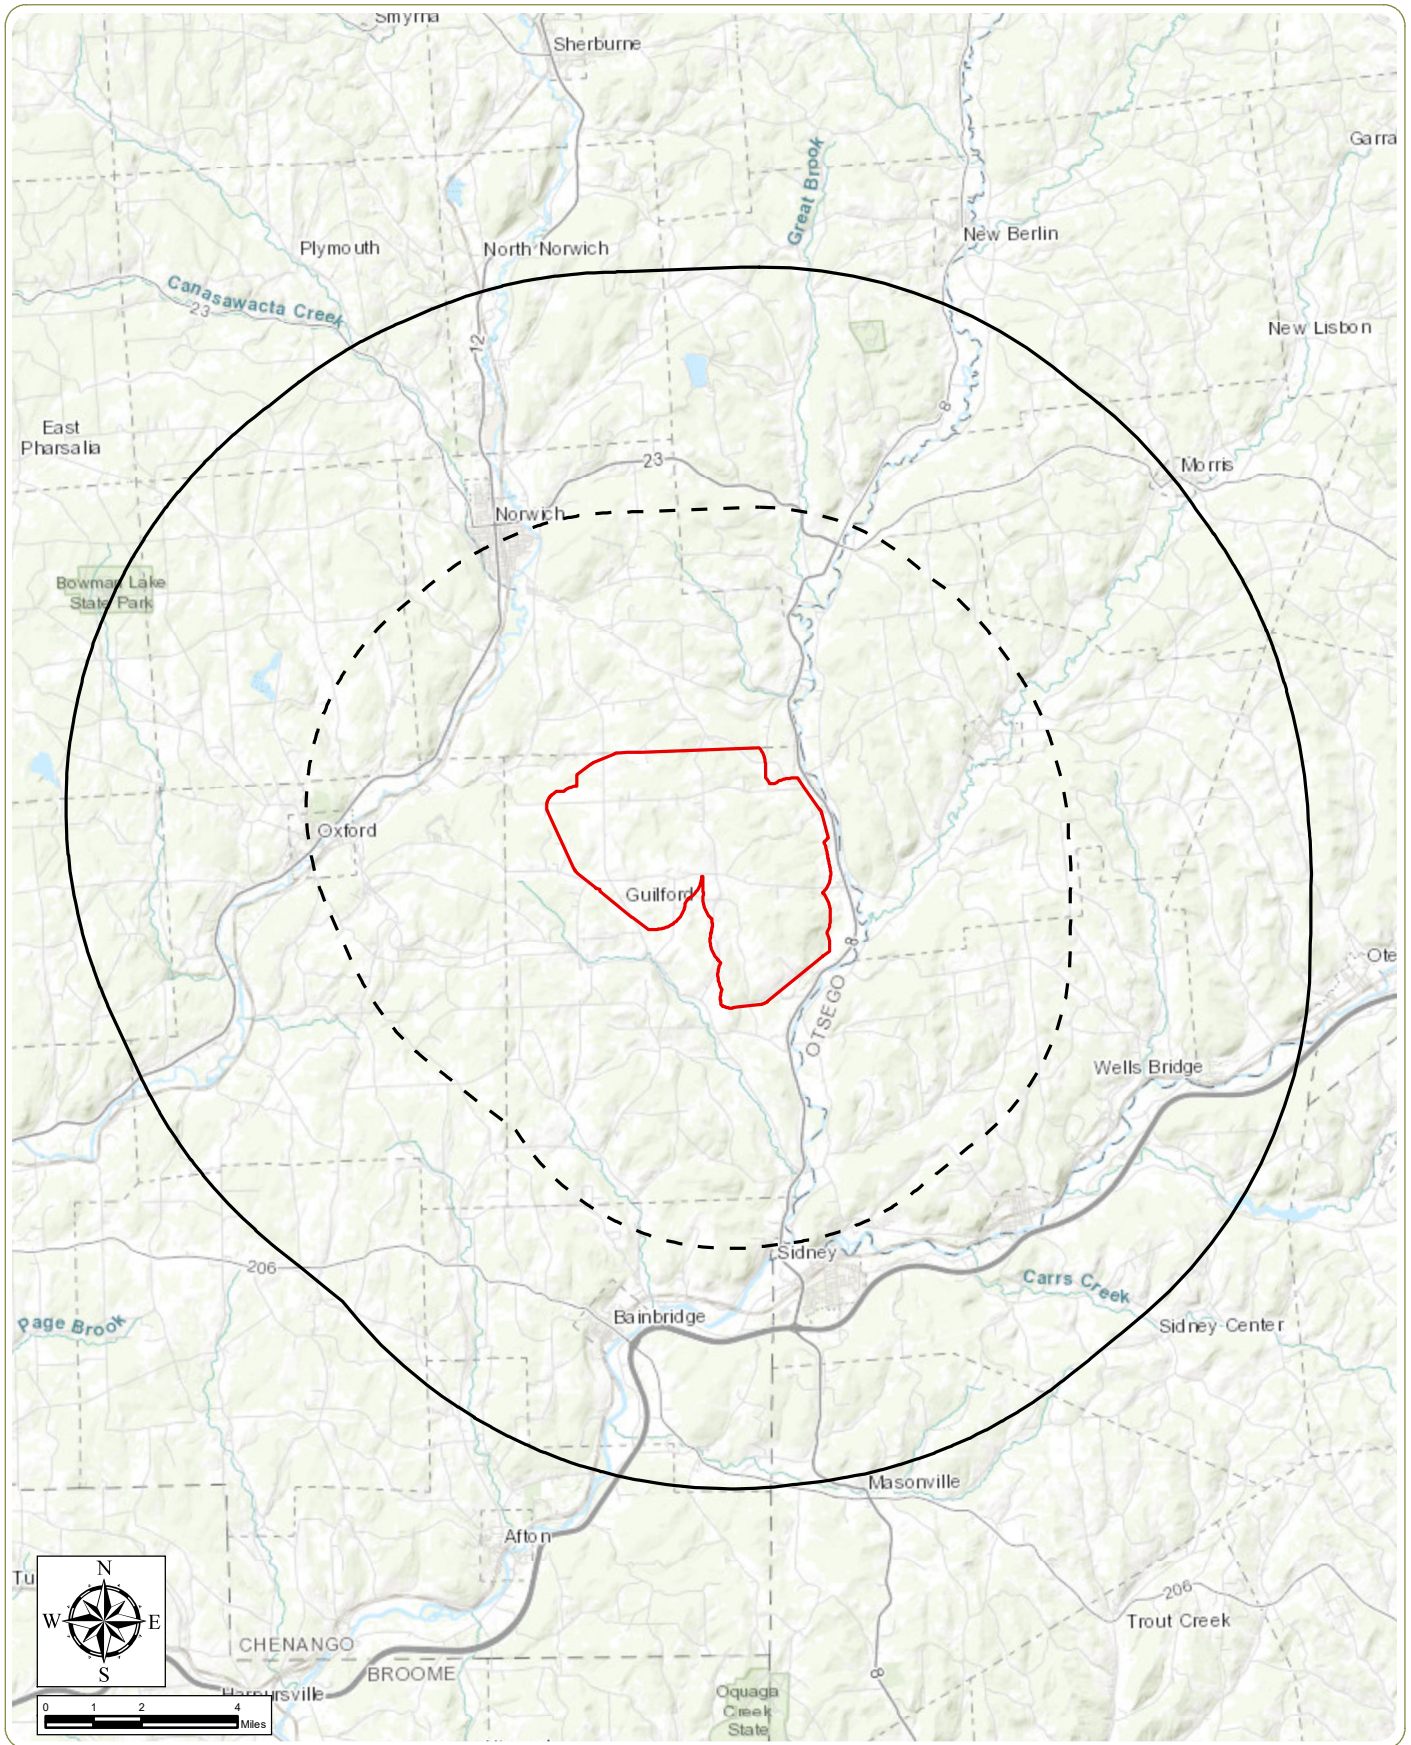 Smyrna
Sherburne
Garra
Great Brook
New Berlin
Plymouth
North Norwich
Canasawacta Creek
23
12
New Lisbon
8
East
Pharsalia
23
Morris
Norwich
Bowman Lake
State Park
Oxford
Guilford
8
OTSEGO
Ote
Wells Bridge
Sidney
206
Carrs Creek
Page Brook
Bainbridge
Sidney Center
Masonville
Afton
Tu
N
W E
S
206
Trout Creek
CHENANGO
BROOME
8
Harpursville
Oquaga
Creek
State
0 1 2 4
Miles